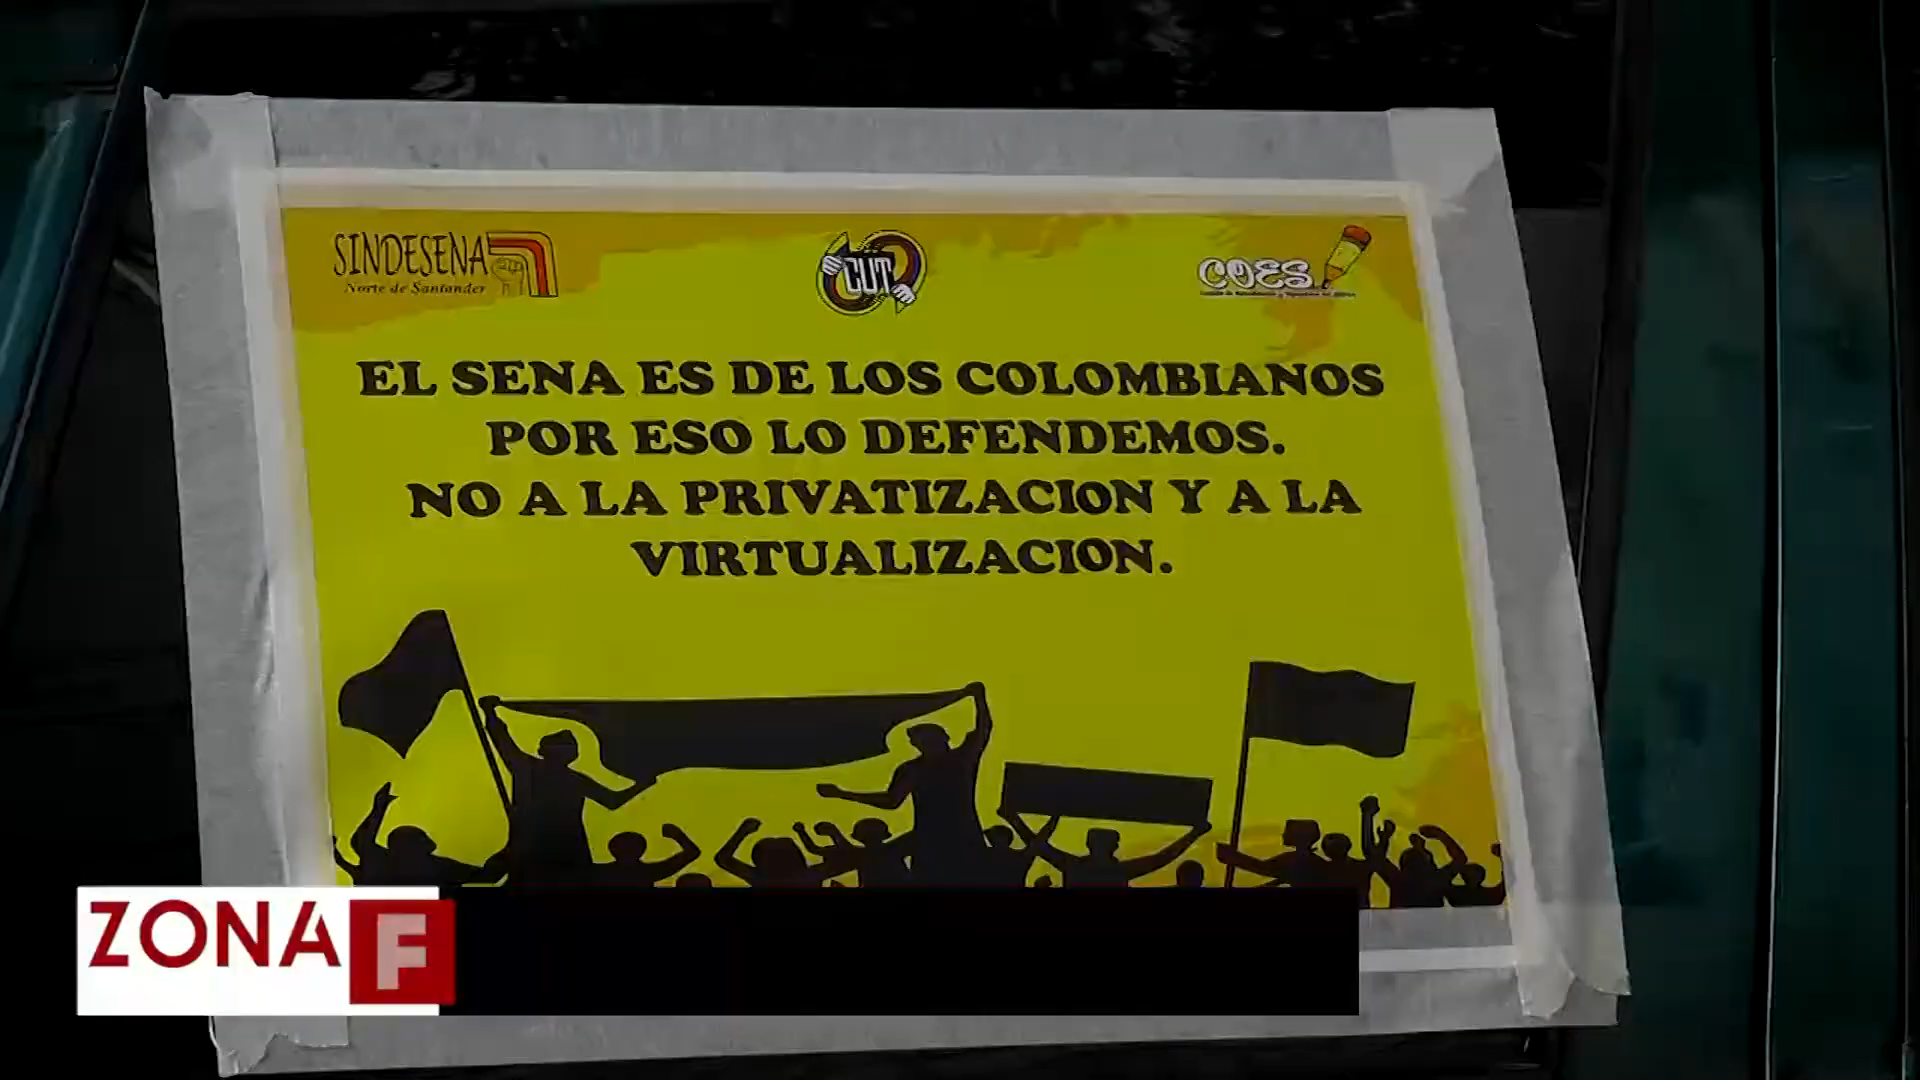 SINDESENA
Norte de Santander
CUT
COES
EL SENA ES DE LOS COLOMBIANOS
POR ESO LO DEFENDEMOS.
NO A LA PRIVATIZACION Y A LA
VIRTUALIZACION.
ZONA F